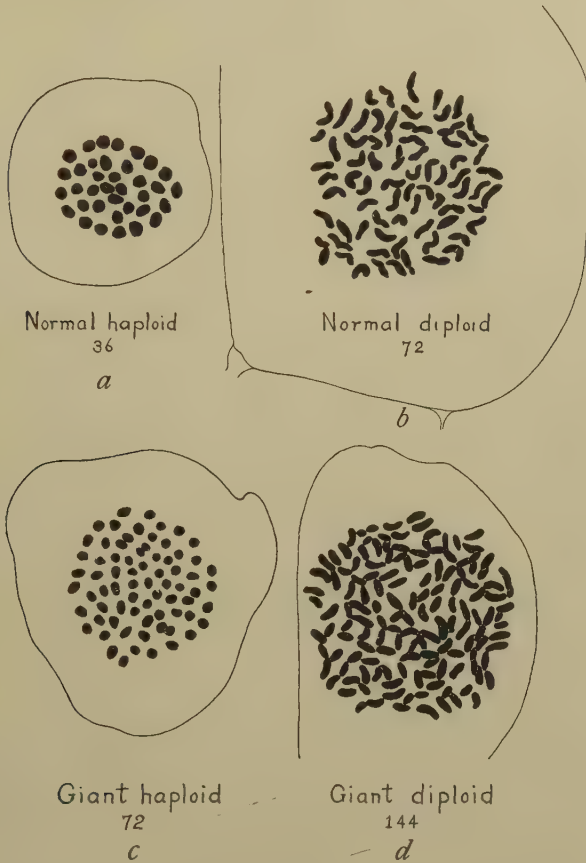 Normal haploid
36
a
Normal diploid
72
b
Giant haploid
72
c
Giant diploid
144
d